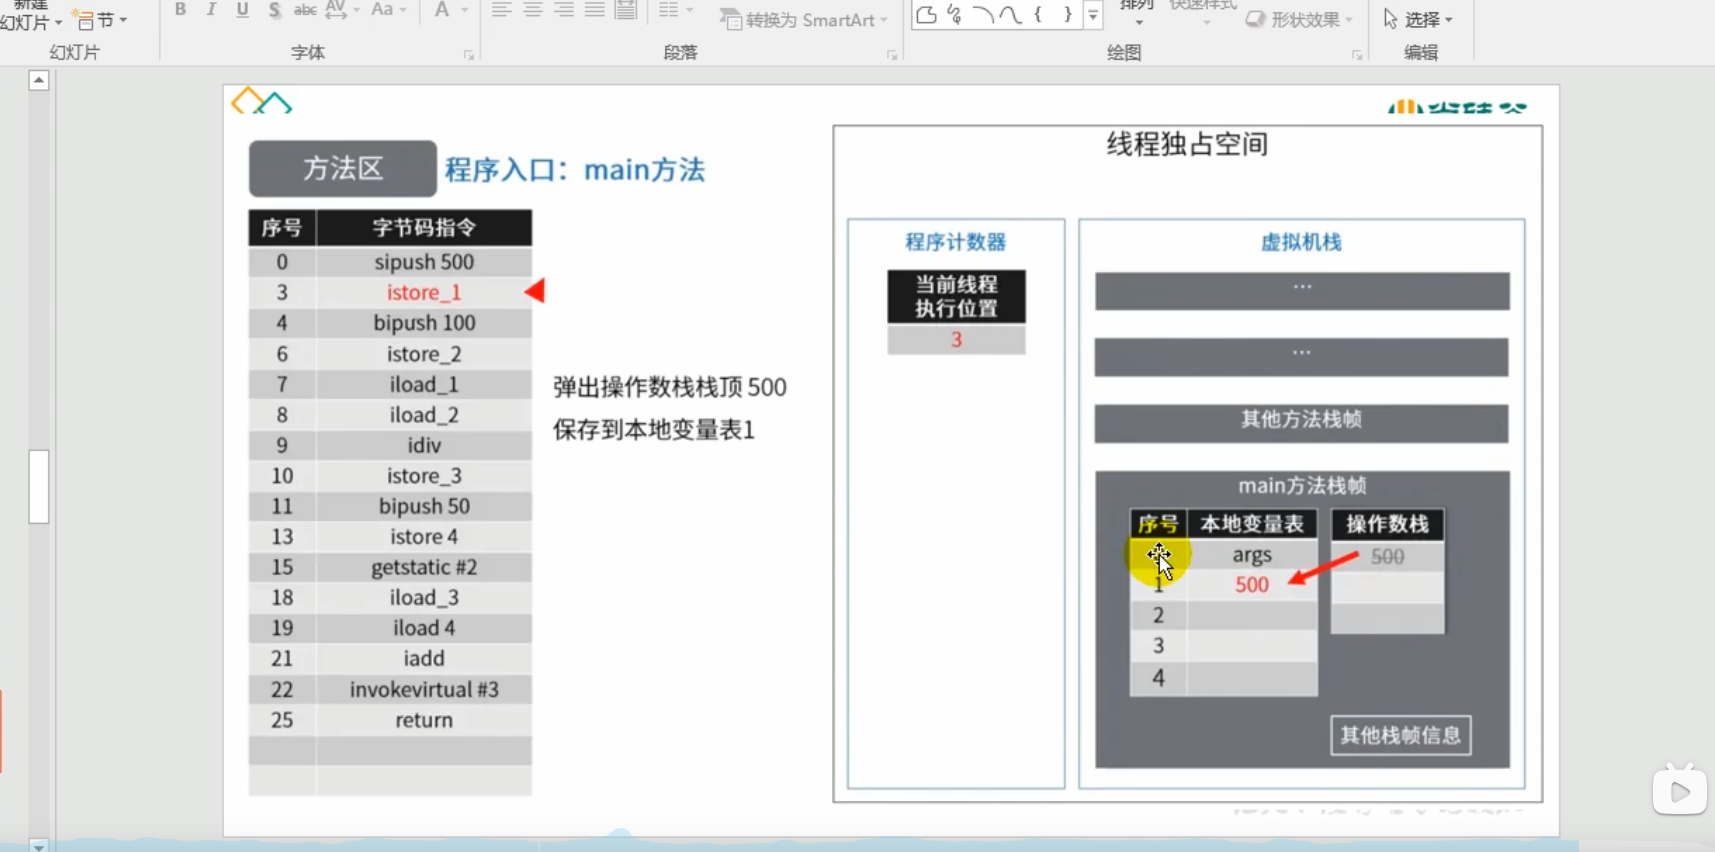 新建
幻灯片
节
B I U S abc AV Aa A
转换为 SmartArt
{ }
排列
快速样式
形状效果
选择
幻灯片
字体
段落
绘图
编辑
方法区
程序入口：main方法
序号 字节码指令
0 sipush 500
3 istore_1
4 bipush 100
6 istore_2
7 iload_1
8 iload_2
9 idiv
10 istore_3
11 bipush 50
13 istore 4
15 getstatic #2
18 iload_3
19 iload 4
21 iadd
22 invokevirtual #3
25 return
弹出操作数栈栈顶 500
保存到本地变量表1
线程独占空间
程序计数器
当前线程
执行位置
3
虚拟机栈
...
...
其他方法栈帧
main方法栈帧
序号 本地变量表
args
1 500
2
3
4
操作数栈
500
其他栈帧信息